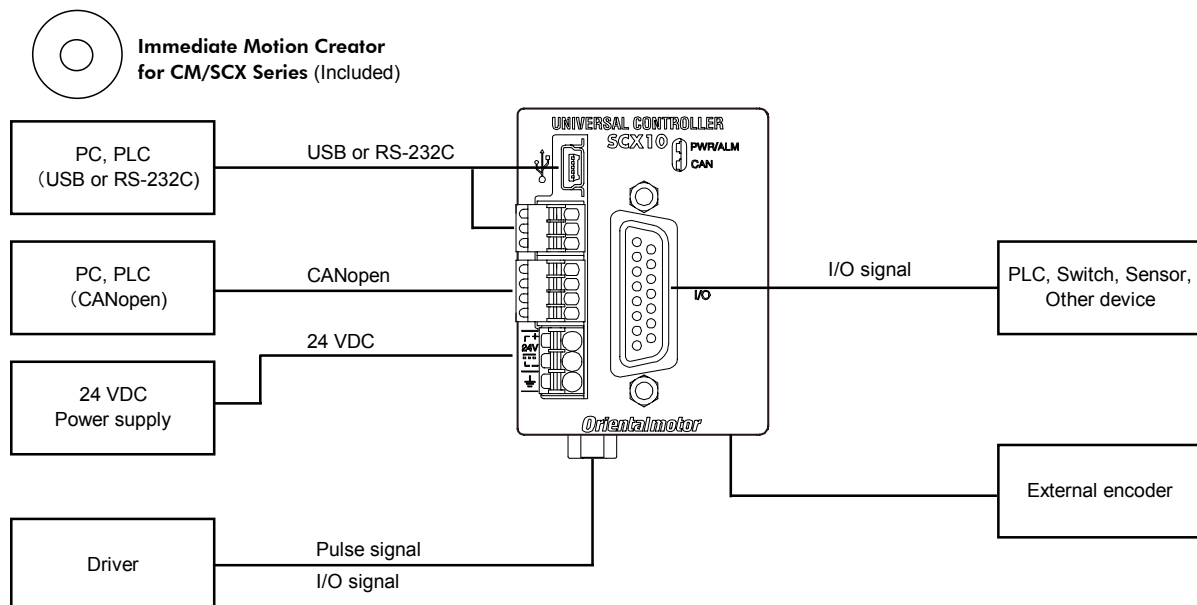 Immediate Motion Creator
for CM/SCX Series (Included)
PC, PLC
(USB or RS-232C)
USB or RS-232C
UNIVERSAL CONTROLLER
SCX10
PWR/ALM
CAN
PC, PLC
(CANopen)
CANopen
I/O signal
I/O
PLC, Switch, Sensor,
Other device
24 VDC
+
24V
24 VDC
Power supply
Orientalmotor
External encoder
Driver
Pulse signal
I/O signal